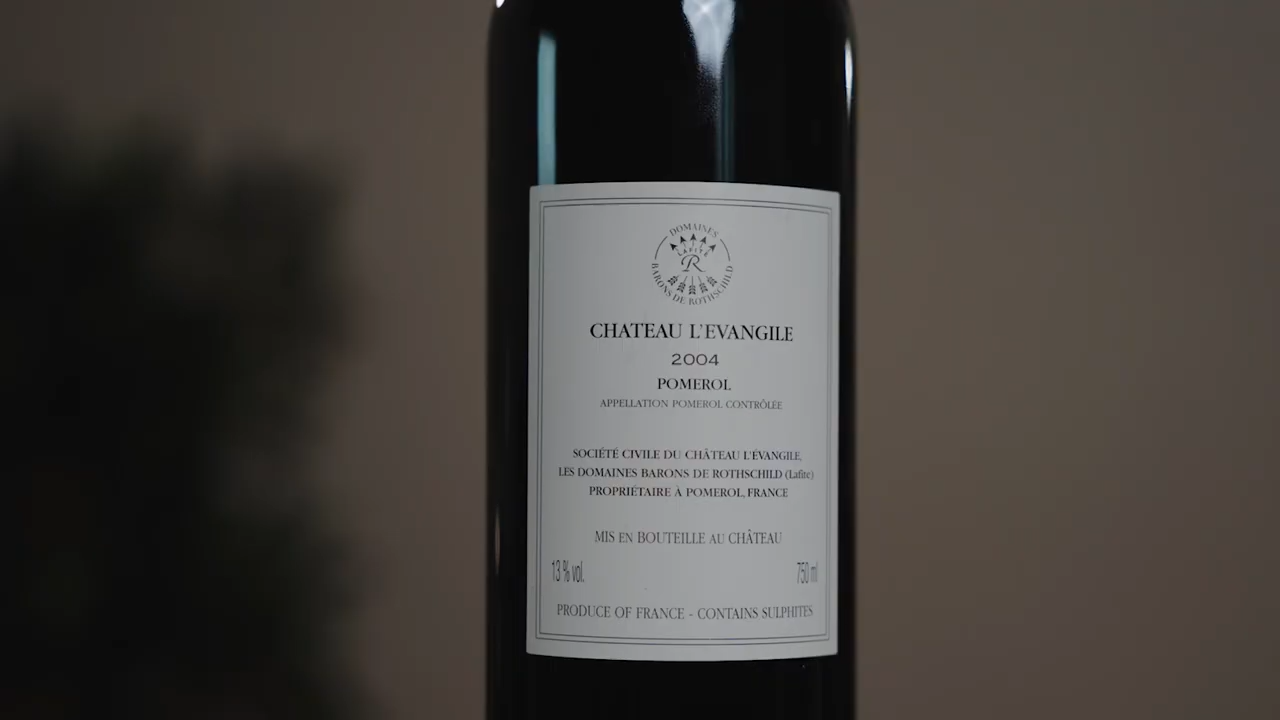 DOMAINES
LAFITE
R
BARONS DE ROTHSCHILD
CHATEAU L'EVANGILE
2004
POMEROL
APPELLATION POMEROL CONTRÔLÉE
SOCIÉTÉ CIVILE DU CHÂTEAU L'ÉVANGILE,
LES DOMAINES BARONS DE ROTHSCHILD (Lafite)
PROPRIÉTAIRE À POMEROL, FRANCE
MIS EN BOUTEILLE AU CHÂTEAU
13 % vol. 750 ml
PRODUCE OF FRANCE - CONTAINS SULPHITES